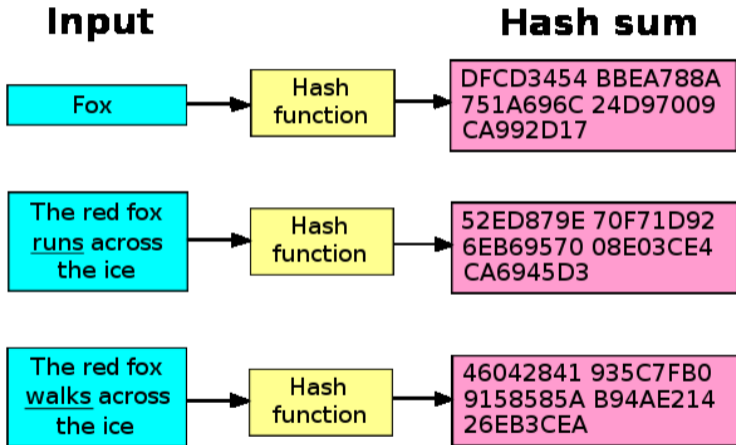 Input
Hash sum
Fox
Hash
function
DFCD3454 BBEA788A
751A696C 24D97009
CA992D17
The red fox
runs across
the ice
Hash
function
52ED879E 70F71D92
6EB69570 08E03CE4
CA6945D3
The red fox
walks across
the ice
Hash
function
46042841 935C7FB0
9158585A B94AE214
26EB3CEA